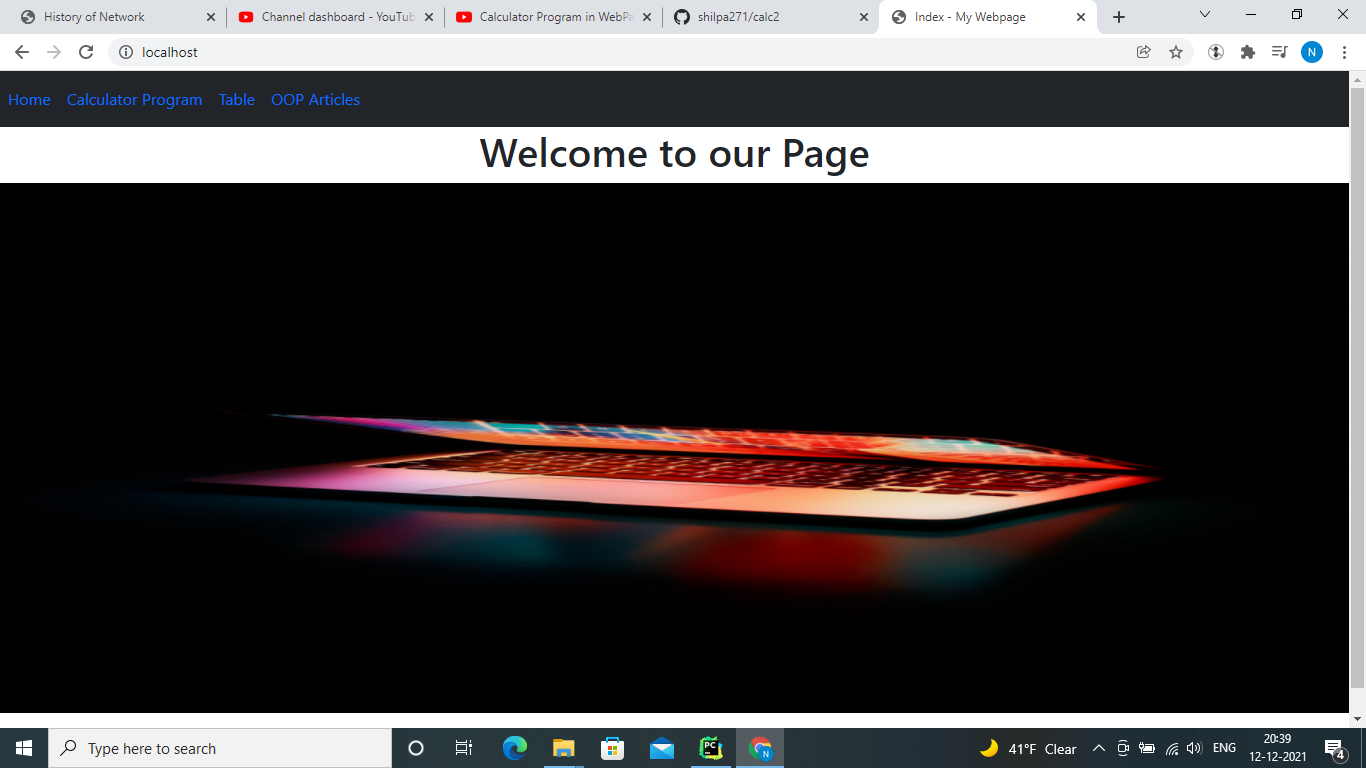 History of Network
Channel dashboard - YouTub
Calculator Program in WebPa
shilpa271/calc2
Index - My Webpage
localhost
N
Home Calculator Program Table OOP Articles
Welcome to our Page
Type here to search
PC
N
41°F Clear
ENG
20:39
12-12-2021
4